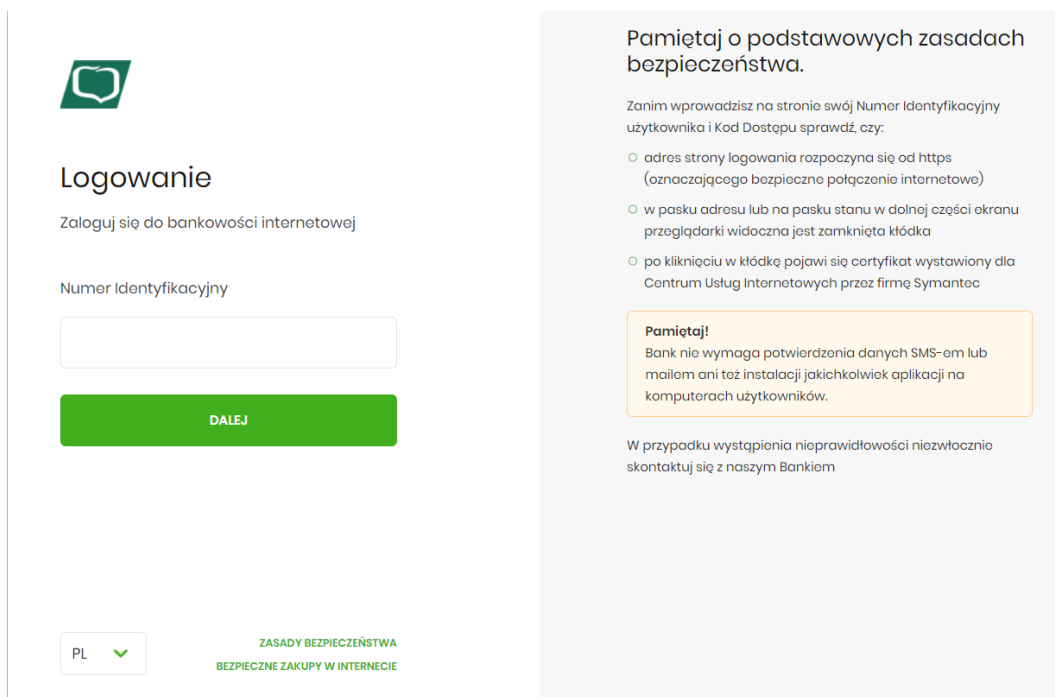 Logowanie
Zaloguj się do bankowości internetowej
Numer Identyfikacyjny
DALEJ
PL
ZASADY BEZPIECZEŃSTWA
BEZPIECZNE ZAKUPY W INTERNECIE
Pamiętaj o podstawowych zasadach
bezpieczeństwa.
Zanim wprowadzisz na stronie swój Numer Identyfikacyjny
użytkownika i Kod Dostępu sprawdź, czy:
adres strony logowania rozpoczyna się od https
(oznaczającego bezpieczne połączenie internetowe)
w pasku adresu lub na pasku stanu w dolnej części ekranu
przeglądarki widoczna jest zamknięta kłódka
po kliknięciu w kłódkę pojawi się certyfikat wystawiony dla
Centrum Usług Internetowych przez firmę Symantec
Pamiętaj!
Bank nie wymaga potwierdzenia danych SMS-em lub
mailem ani też instalacji jakichkolwiek aplikacji na
komputerach użytkowników.
W przypadku wystąpienia nieprawidłowości niezwłocznie
skontaktuj się z naszym Bankiem